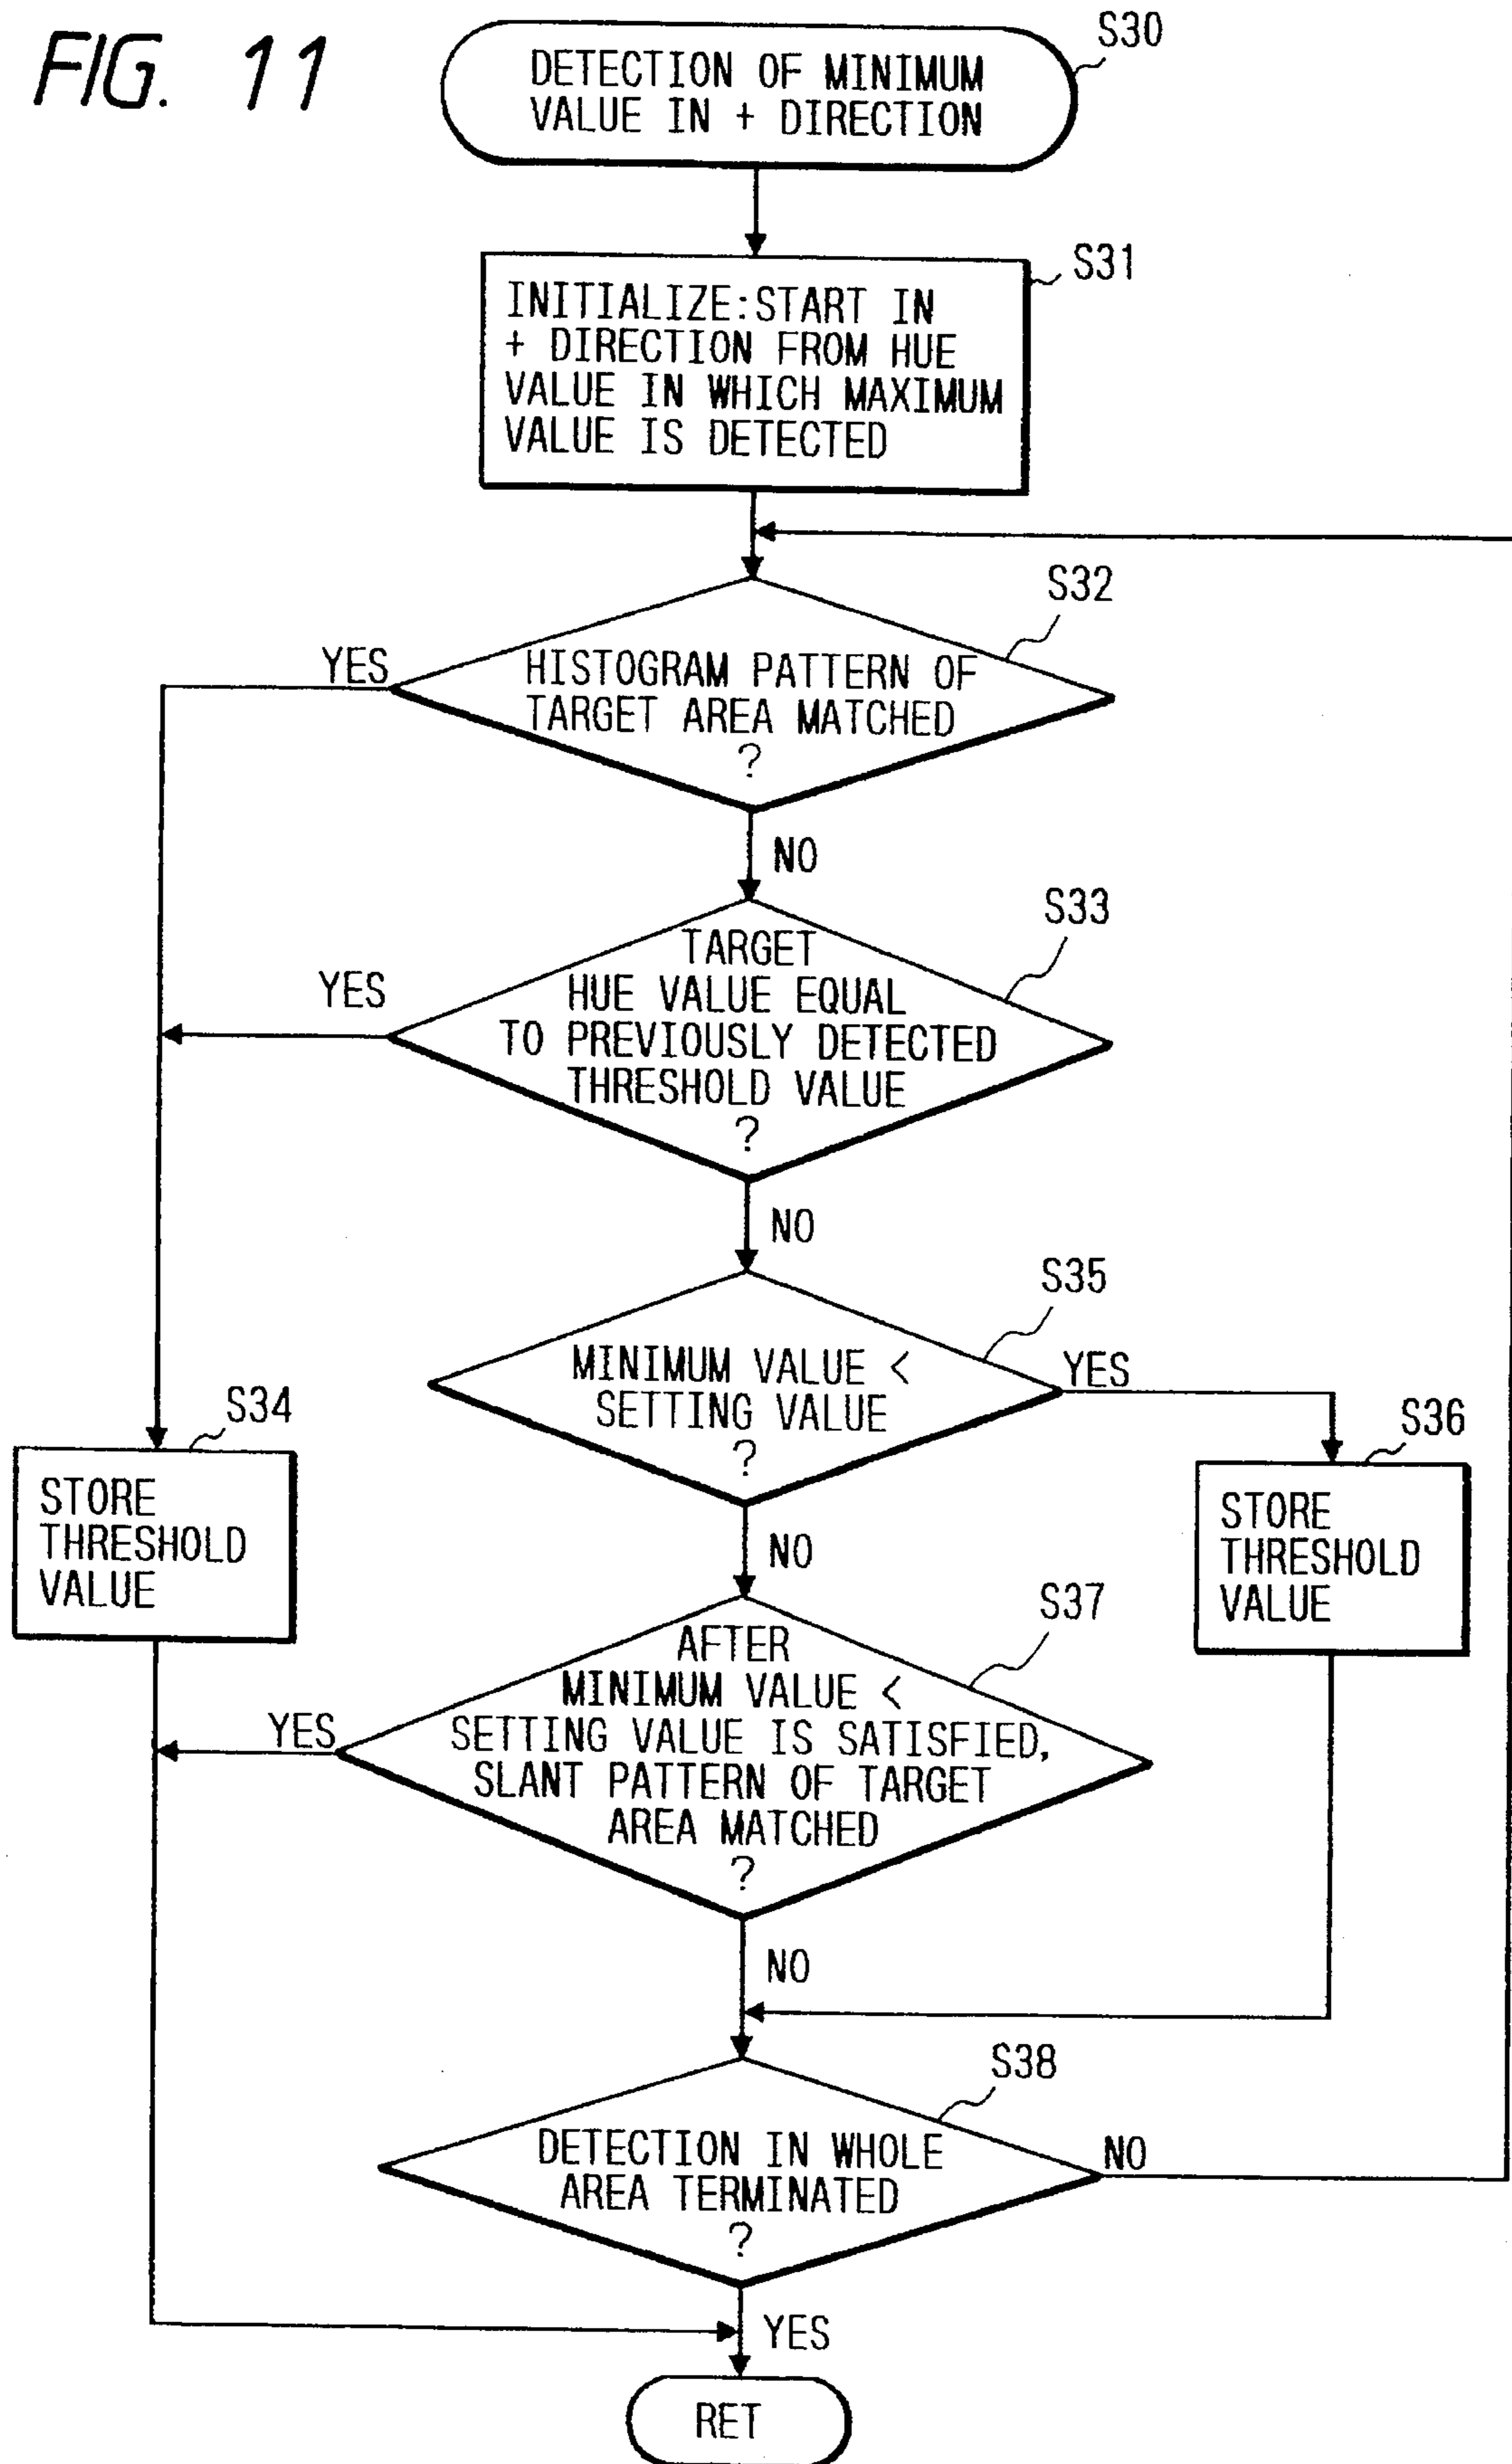 FIG. 11
S30
DETECTION OF MINIMUM
VALUE IN + DIRECTION
S31
INITIALIZE:START IN
+ DIRECTION FROM HUE
VALUE IN WHICH MAXIMUM
VALUE IS DETECTED
S32
YES
HISTOGRAM PATTERN OF
TARGET AREA MATCHED
?
NO
S33
YES
TARGET
HUE VALUE EQUAL
TO PREVIOUSLY DETECTED
THRESHOLD VALUE
?
NO
S35
MINIMUM VALUE <
SETTING VALUE
?
YES
S34
STORE
THRESHOLD
VALUE
S36
STORE
THRESHOLD
VALUE
NO
S37
YES
AFTER
MINIMUM VALUE <
SETTING VALUE IS SATISFIED,
SLANT PATTERN OF TARGET
AREA MATCHED
?
NO
S38
DETECTION IN WHOLE
AREA TERMINATED
?
NO
YES
RET